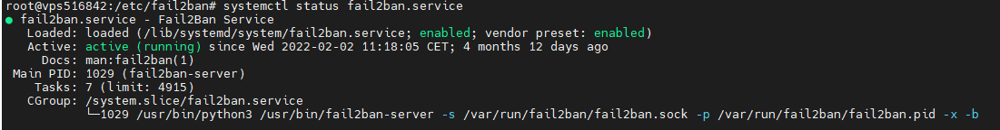 root@vps516842:/etc/fail2ban# systemctl status fail2ban.service
● fail2ban.service - Fail2Ban Service
   Loaded: loaded (/lib/systemd/system/fail2ban.service; enabled; vendor preset: enabled)
   Active: active (running) since Wed 2022-02-02 11:18:05 CET; 4 months 12 days ago
     Docs: man:fail2ban(1)
 Main PID: 1029 (fail2ban-server)
    Tasks: 7 (limit: 4915)
   CGroup: /system.slice/fail2ban.service
           └─1029 /usr/bin/python3 /usr/bin/fail2ban-server -s /var/run/fail2ban/fail2ban.sock -p /var/run/fail2ban/fail2ban.pid -x -b